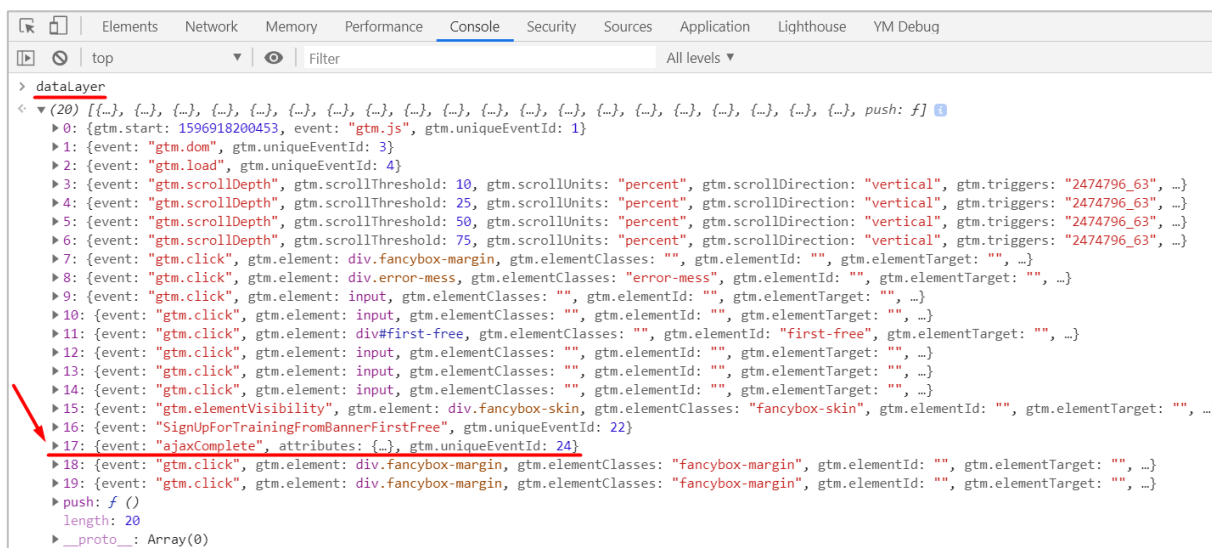 Elements Network Memory Performance Console Security Sources Application Lighthouse YM Debug
top ▼ Filter All levels ▼
> dataLayer
▼(20) [{…}, {…}, {…}, {…}, {…}, {…}, {…}, {…}, {…}, {…}, {…}, {…}, {…}, {…}, {…}, {…}, {…}, {…}, {…}, {…}, push: ƒ] i
▶0: {gtm.start: 1596918200453, event: "gtm.js", gtm.uniqueEventId: 1}
▶1: {event: "gtm.dom", gtm.uniqueEventId: 3}
▶2: {event: "gtm.load", gtm.uniqueEventId: 4}
▶3: {event: "gtm.scrollDepth", gtm.scrollThreshold: 10, gtm.scrollUnits: "percent", gtm.scrollDirection: "vertical", gtm.triggers: "2474796_63", …}
▶4: {event: "gtm.scrollDepth", gtm.scrollThreshold: 25, gtm.scrollUnits: "percent", gtm.scrollDirection: "vertical", gtm.triggers: "2474796_63", …}
▶5: {event: "gtm.scrollDepth", gtm.scrollThreshold: 50, gtm.scrollUnits: "percent", gtm.scrollDirection: "vertical", gtm.triggers: "2474796_63", …}
▶6: {event: "gtm.scrollDepth", gtm.scrollThreshold: 75, gtm.scrollUnits: "percent", gtm.scrollDirection: "vertical", gtm.triggers: "2474796_63", …}
▶7: {event: "gtm.click", gtm.element: div.fancybox-margin, gtm.elementClasses: "", gtm.elementId: "", gtm.elementTarget: "", …}
▶8: {event: "gtm.click", gtm.element: div.error-mess, gtm.elementClasses: "error-mess", gtm.elementId: "", gtm.elementTarget: "", …}
▶9: {event: "gtm.click", gtm.element: input, gtm.elementClasses: "", gtm.elementId: "", gtm.elementTarget: "", …}
▶10: {event: "gtm.click", gtm.element: input, gtm.elementClasses: "", gtm.elementId: "", gtm.elementTarget: "", …}
▶11: {event: "gtm.click", gtm.element: div#first-free, gtm.elementClasses: "", gtm.elementId: "first-free", gtm.elementTarget: "", …}
▶12: {event: "gtm.click", gtm.element: input, gtm.elementClasses: "", gtm.elementId: "", gtm.elementTarget: "", …}
▶13: {event: "gtm.click", gtm.element: input, gtm.elementClasses: "", gtm.elementId: "", gtm.elementTarget: "", …}
▶14: {event: "gtm.click", gtm.element: input, gtm.elementClasses: "", gtm.elementId: "", gtm.elementTarget: "", …}
▶15: {event: "gtm.elementVisibility", gtm.element: div.fancybox-skin, gtm.elementClasses: "fancybox-skin", gtm.elementId: "", gtm.elementTarget: "", …
▶16: {event: "SignUpForTrainingFromBannerFirstFree", gtm.uniqueEventId: 22}
▶17: {event: "ajaxComplete", attributes: {…}, gtm.uniqueEventId: 24}
▶18: {event: "gtm.click", gtm.element: div.fancybox-margin, gtm.elementClasses: "fancybox-margin", gtm.elementId: "", gtm.elementTarget: "", …}
▶19: {event: "gtm.click", gtm.element: div.fancybox-margin, gtm.elementClasses: "fancybox-margin", gtm.elementId: "", gtm.elementTarget: "", …}
▶push: ƒ ()
length: 20
▶__proto__: Array(0)